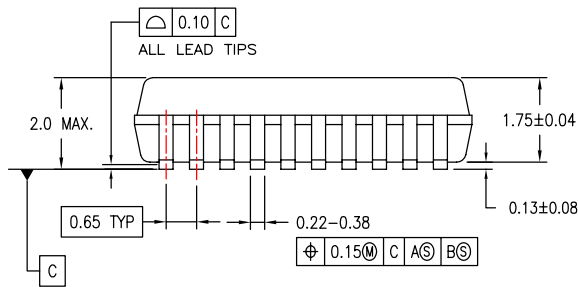 ⌓ 0.10 C
ALL LEAD TIPS
2.0 MAX.
1.75±0.04
0.65 TYP
0.22–0.38
0.13±0.08
⌖ 0.15Ⓜ C AⓈ BⓈ
C